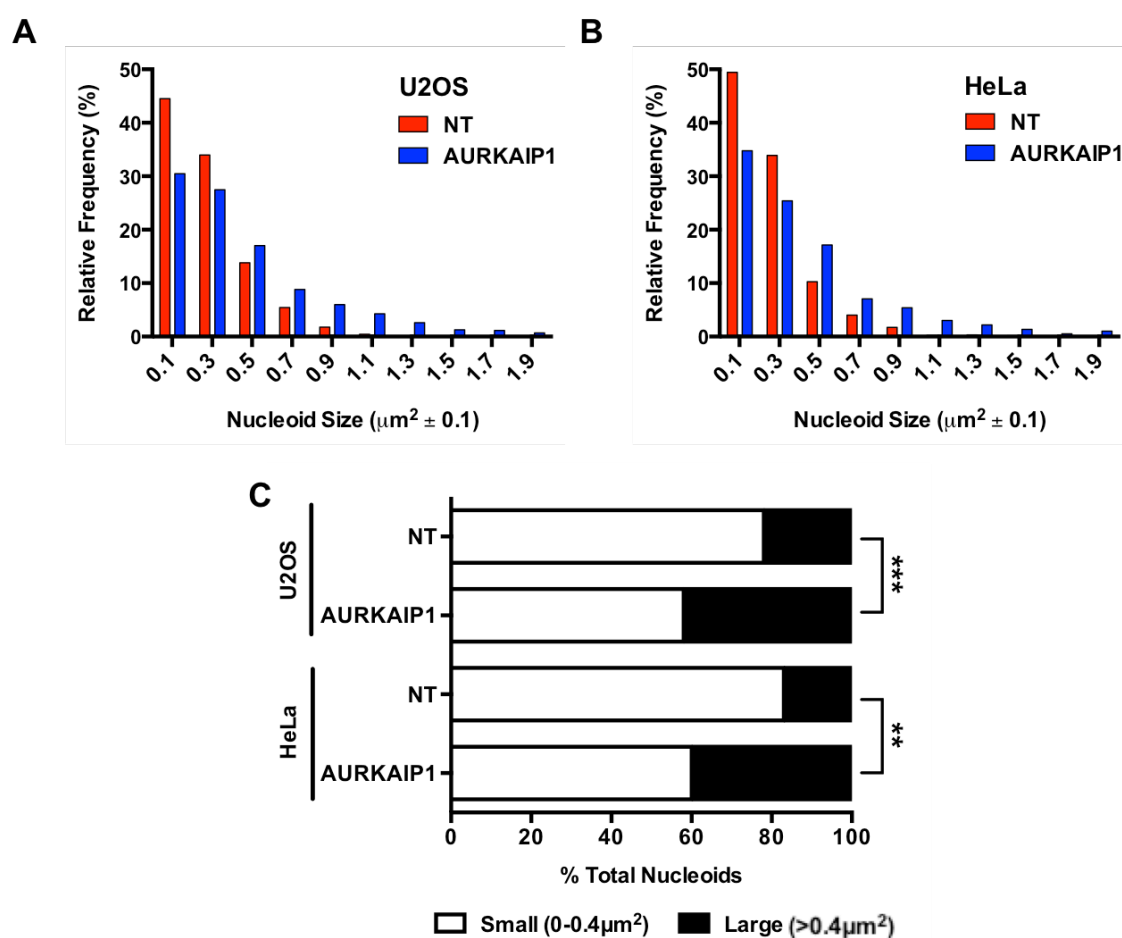 A
B
U2OS
NT
AURKAIP1
Relative Frequency (%)
50
40
30
20
10
0
0.1
0.3
0.5
0.7
0.9
1.1
1.3
1.5
1.7
1.9
Nucleoid Size (μm² ± 0.1)
HeLa
NT
AURKAIP1
Relative Frequency (%)
50
40
30
20
10
0
0.1
0.3
0.5
0.7
0.9
1.1
1.3
1.5
1.7
1.9
Nucleoid Size (μm² ± 0.1)
C
U2OS
NT
AURKAIP1
***
HeLa
NT
AURKAIP1
**
0 20 40 60 80 100
% Total Nucleoids
Small (0-0.4μm²) Large (>0.4μm²)